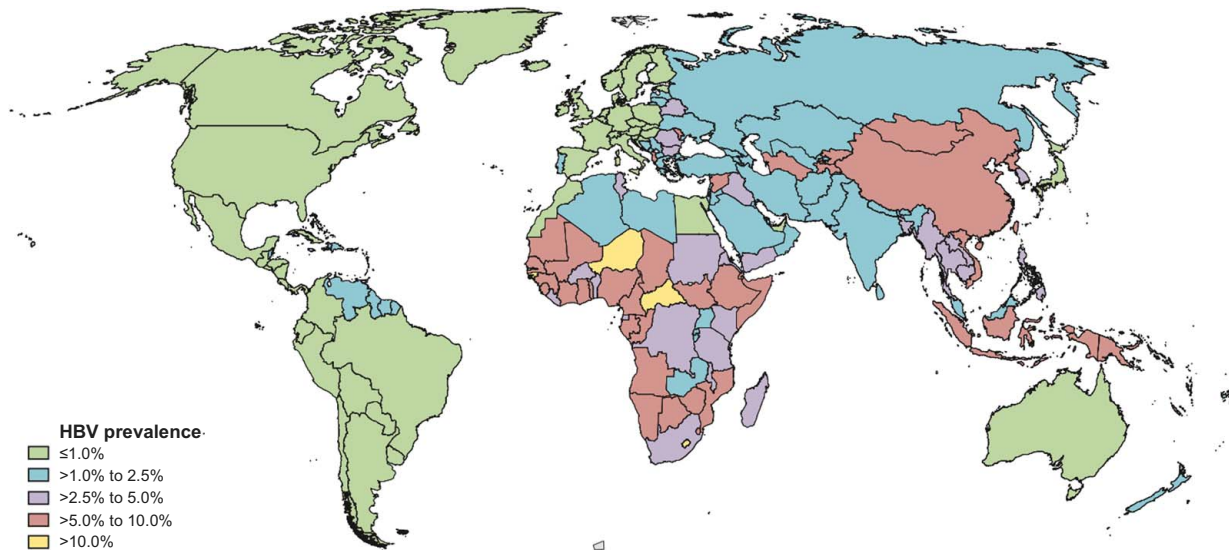 HBV prevalence
≤1.0%
>1.0% to 2.5%
>2.5% to 5.0%
>5.0% to 10.0%
>10.0%